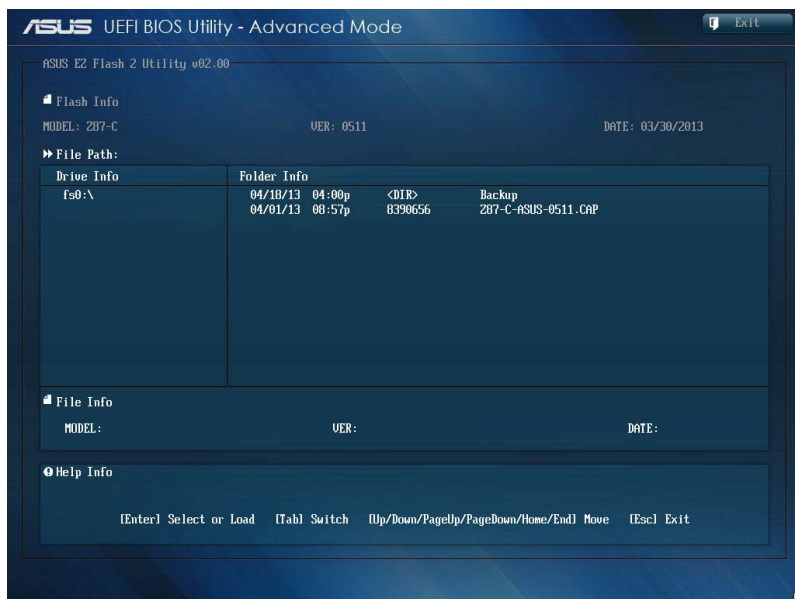 ASUS UEFI BIOS Utility - Advanced Mode
Exit
ASUS EZ Flash 2 Utility v02.00
Flash Info
MODEL: Z87-C VER: 0511 DATE: 03/30/2013
File Path:
Drive Info Folder Info
fs0:\ 04/18/13 04:00p <DIR> Backup
04/01/13 08:57p 8390656 Z87-C-ASUS-0511.CAP
File Info
MODEL: VER: DATE:
Help Info
[Enter] Select or Load [Tab] Switch [Up/Down/PageUp/PageDown/Home/End] Move [Esc] Exit